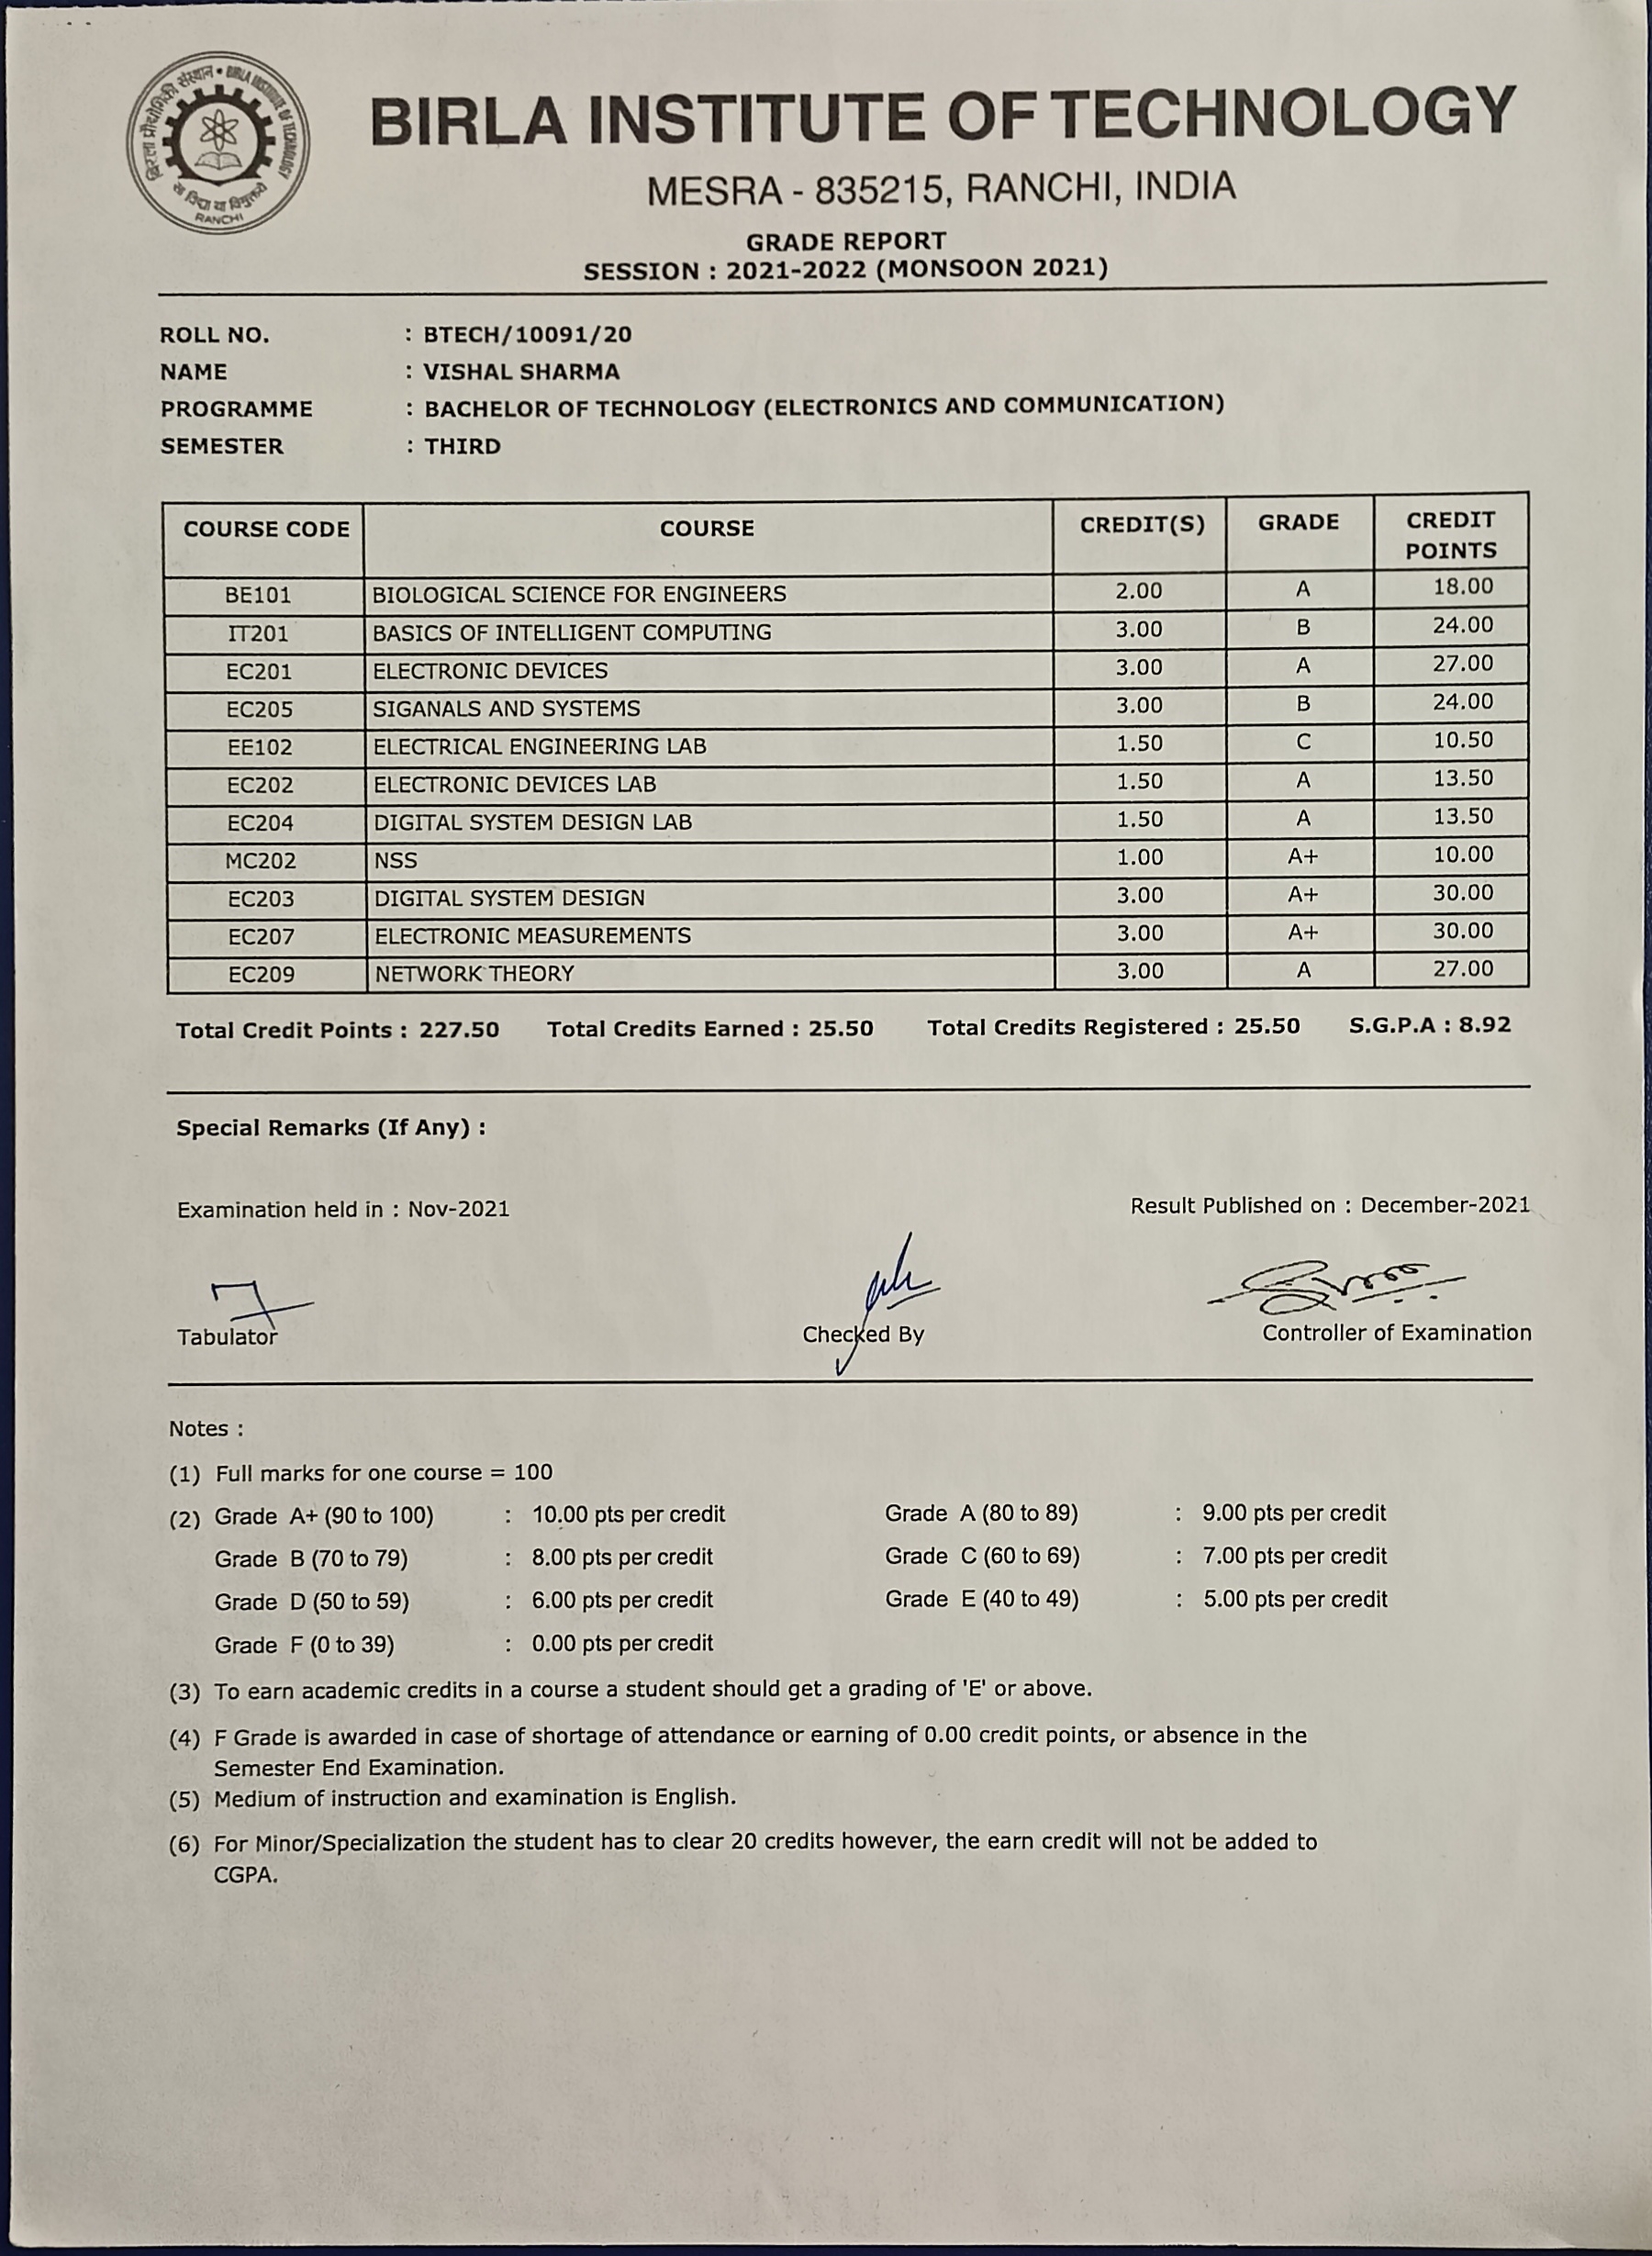 बिरला प्रौद्योगिकी संस्थान • BIRLA INSTITUTE OF TECHNOLOGY
सा विद्या या विमुक्तये
RANCHI
BIRLA INSTITUTE OF TECHNOLOGY
MESRA - 835215, RANCHI, INDIA
GRADE REPORT
SESSION : 2021-2022 (MONSOON 2021)
ROLL NO. : BTECH/10091/20
NAME : VISHAL SHARMA
PROGRAMME : BACHELOR OF TECHNOLOGY (ELECTRONICS AND COMMUNICATION)
SEMESTER : THIRD
COURSE CODE COURSE CREDIT(S) GRADE CREDIT POINTS
BE101 BIOLOGICAL SCIENCE FOR ENGINEERS 2.00 A 18.00
IT201 BASICS OF INTELLIGENT COMPUTING 3.00 B 24.00
EC201 ELECTRONIC DEVICES 3.00 A 27.00
EC205 SIGANALS AND SYSTEMS 3.00 B 24.00
EE102 ELECTRICAL ENGINEERING LAB 1.50 C 10.50
EC202 ELECTRONIC DEVICES LAB 1.50 A 13.50
EC204 DIGITAL SYSTEM DESIGN LAB 1.50 A 13.50
MC202 NSS 1.00 A+ 10.00
EC203 DIGITAL SYSTEM DESIGN 3.00 A+ 30.00
EC207 ELECTRONIC MEASUREMENTS 3.00 A+ 30.00
EC209 NETWORK THEORY 3.00 A 27.00
Total Credit Points : 227.50 Total Credits Earned : 25.50 Total Credits Registered : 25.50 S.G.P.A : 8.92
Special Remarks (If Any) :
Examination held in : Nov-2021 Result Published on : December-2021
Tabulator Checked By Controller of Examination
Notes :
(1) Full marks for one course = 100
(2) Grade A+ (90 to 100) : 10.00 pts per credit Grade A (80 to 89) : 9.00 pts per credit
Grade B (70 to 79) : 8.00 pts per credit Grade C (60 to 69) : 7.00 pts per credit
Grade D (50 to 59) : 6.00 pts per credit Grade E (40 to 49) : 5.00 pts per credit
Grade F (0 to 39) : 0.00 pts per credit
(3) To earn academic credits in a course a student should get a grading of 'E' or above.
(4) F Grade is awarded in case of shortage of attendance or earning of 0.00 credit points, or absence in the
Semester End Examination.
(5) Medium of instruction and examination is English.
(6) For Minor/Specialization the student has to clear 20 credits however, the earn credit will not be added to
CGPA.